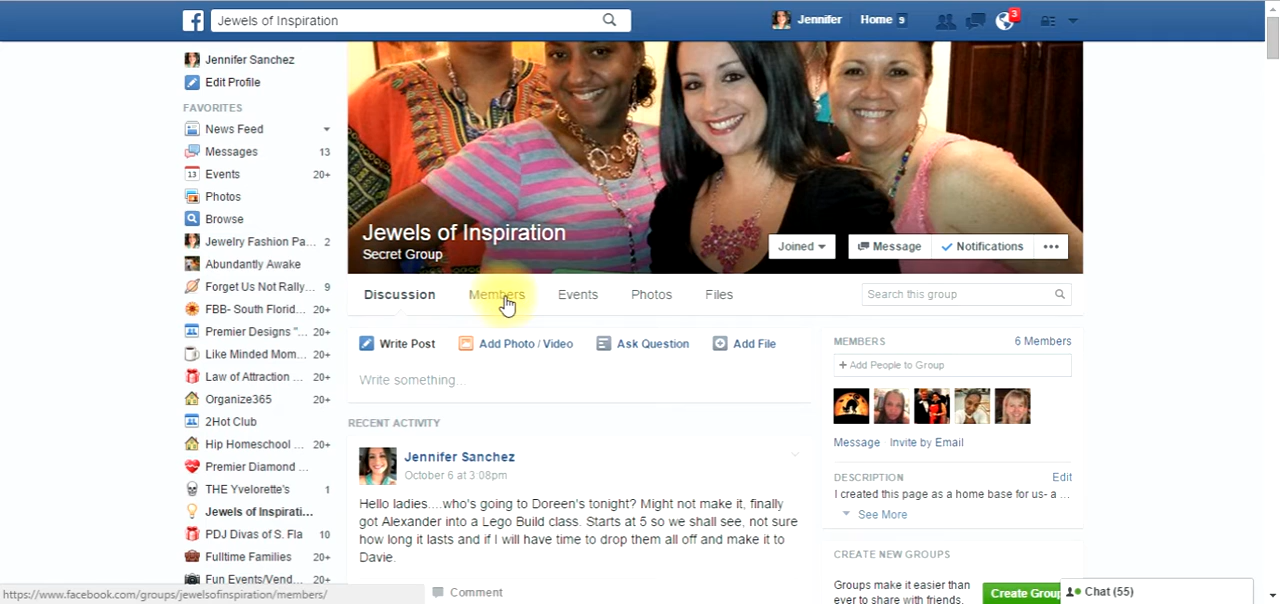 Jewels of Inspiration
Jennifer
Home 9
3
Jennifer Sanchez
Edit Profile
FAVORITES
News Feed
Messages 13
13 Events 20+
Photos
Browse
Jewelry Fashion Pa... 2
Abundantly Awake
Forget Us Not Rally... 9
FBB- South Florid... 20+
Premier Designs "... 20+
Like Minded Mom... 20+
Law of Attraction ... 20+
Organize365 20+
2Hot Club
Hip Homeschool ... 20+
Premier Diamond ...
THE Yvelorette's 1
Jewels of Inspirati...
PDJ Divas of S. Fla 10
Fulltime Families 20+
Fun Events/Vend... 20+
https://www.facebook.com/groups/jewelsofinspiration/members/
Jewels of Inspiration
Secret Group
Joined
Message
Notifications
Discussion
Members
Events
Photos
Files
Search this group
Write Post
Add Photo / Video
Ask Question
Add File
Write something...
RECENT ACTIVITY
Jennifer Sanchez
October 6 at 3:08pm
Hello ladies....who's going to Doreen's tonight? Might not make it, finally
got Alexander into a Lego Build class. Starts at 5 so we shall see, not sure
how long it lasts and if I will have time to drop them all off and make it to
Davie.
Comment
MEMBERS 6 Members
+ Add People to Group
Message · Invite by Email
DESCRIPTION Edit
I created this page as a home base for us- a ...
See More
CREATE NEW GROUPS
Groups make it easier than
ever to share with friends,
Create Group
Chat (55)